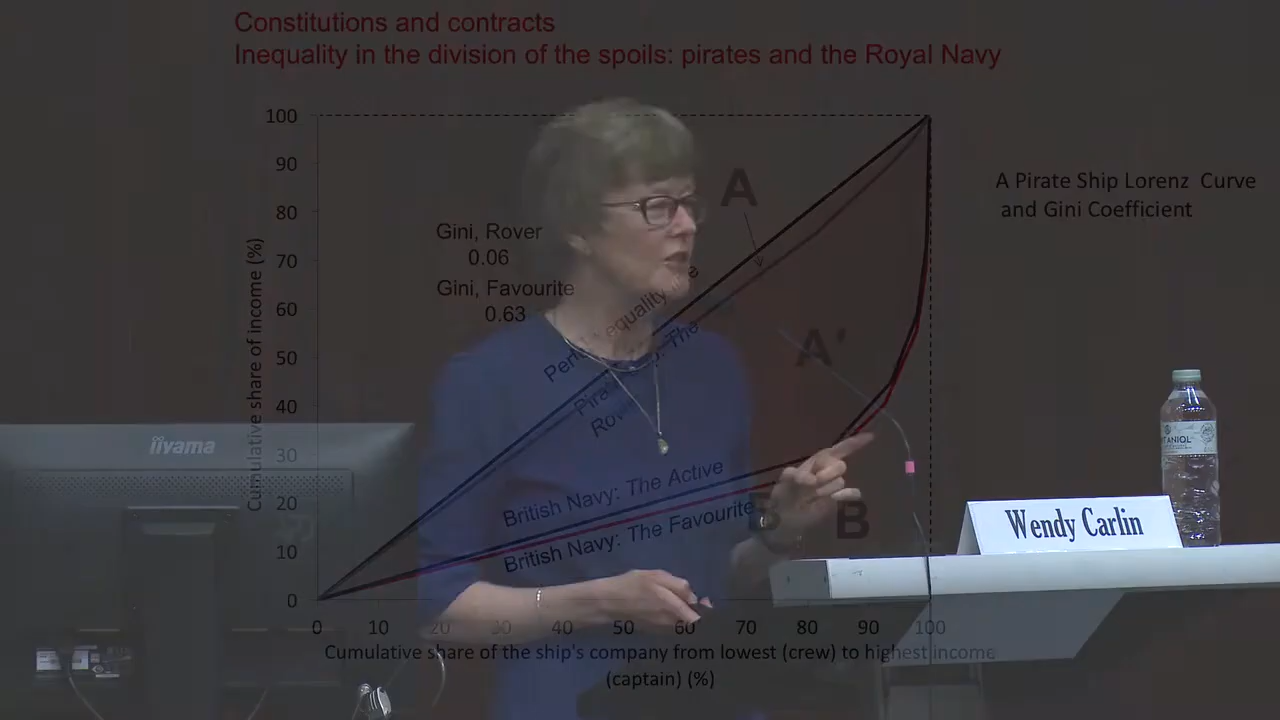 Constitutions and contracts
Inequality in the division of the spoils: pirates and the Royal Navy
100
90
80
70
60
50
40
30
20
10
0
Cumulative share of income (%)
A Pirate Ship Lorenz Curve
and Gini Coefficient
Gini, Rover
0.06
Gini, Favourite
0.63
A
A'
equality
The
British Navy: The Active
British Navy: The Favourite
B'
B
iiyama
Wendy Carlin
0 10 20 30 40 50 60 70 80 90 100
Cumulative share of the ship's company from lowest (crew) to highest income
(captain) (%)